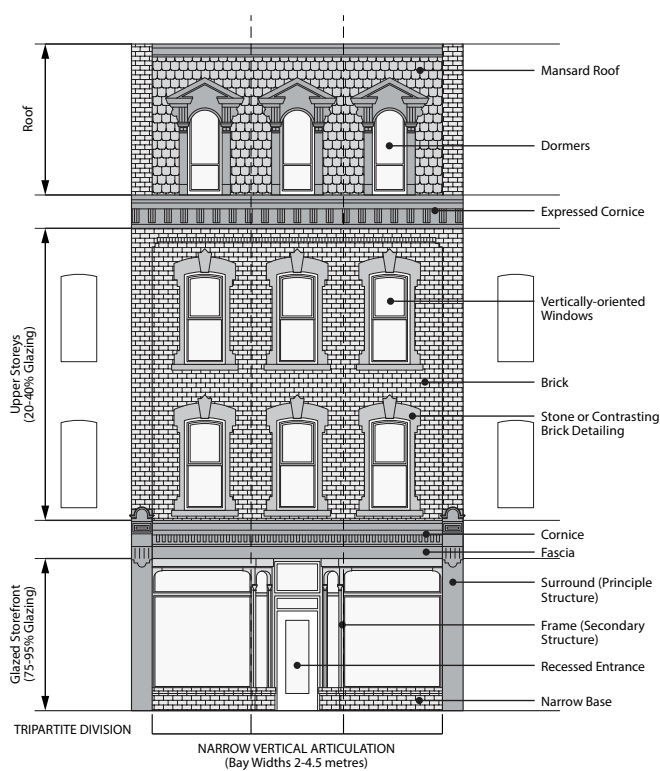 Mansard Roof
Roof
Dormers
Expressed Cornice
Vertically-oriented
Windows
Upper Storeys
(20-40% Glazing)
Brick
Stone or Contrasting
Brick Detailing
Cornice
Fascia
Surround (Principle
Structure)
Glazed Storefront
(75-95% Glazing)
Frame (Secondary
Structure)
Recessed Entrance
Narrow Base
TRIPARTITE DIVISION
NARROW VERTICAL ARTICULATION
(Bay Widths 2-4.5 metres)